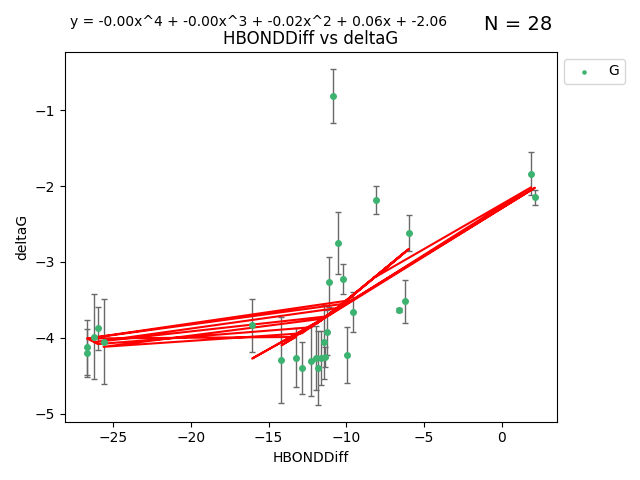 y = -0.00x^4 + -0.00x^3 + -0.02x^2 + 0.06x + -2.06
N = 28
HBONDDiff vs deltaG
G
−1
−2
−3
−4
−5
deltaG
−25
−20
−15
−10
−5
0
HBONDDiff